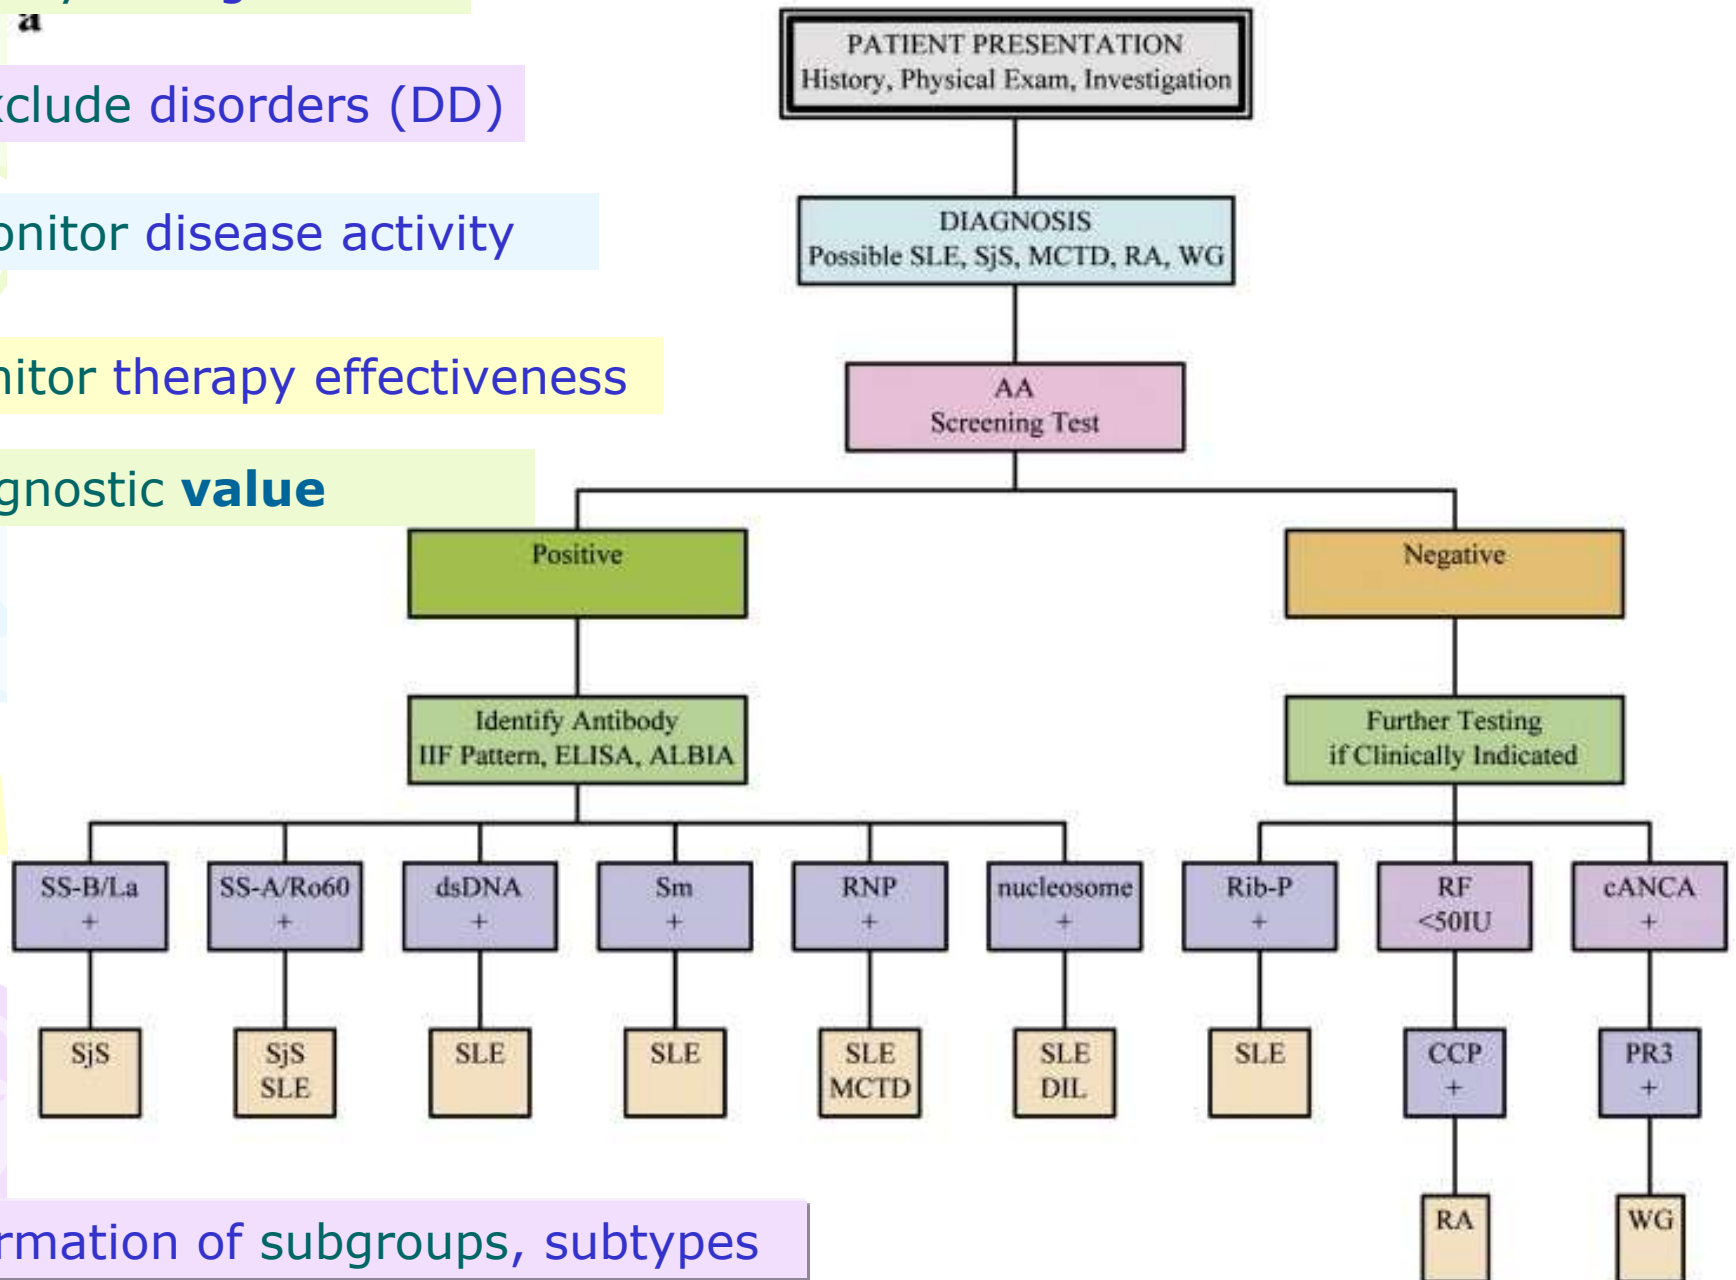 a
xclude disorders (DD)
onitor disease activity
nitor therapy effectiveness
gnostic value
rmation of subgroups, subtypes
PATIENT PRESENTATION
History, Physical Exam, Investigation
DIAGNOSIS
Possible SLE, SjS, MCTD, RA, WG
AA
Screening Test
Positive
Negative
Identify Antibody
IIF Pattern, ELISA, ALBIA
Further Testing
if Clinically Indicated
SS-B/La
+
SS-A/Ro60
+
dsDNA
+
Sm
+
RNP
+
nucleosome
+
Rib-P
+
RF
<50IU
cANCA
+
SjS
SjS
SLE
SLE
SLE
SLE
MCTD
SLE
DIL
SLE
CCP
+
PR3
+
RA
WG